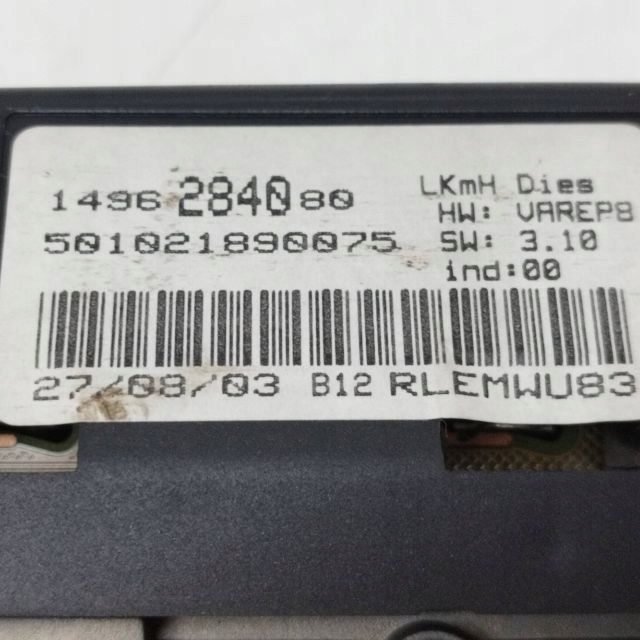 1496 2840 80 LKmH Dies
HW: VAREP8
501021890075 SW: 3.10
ind:00
27/08/03 B12 RLEMWU83